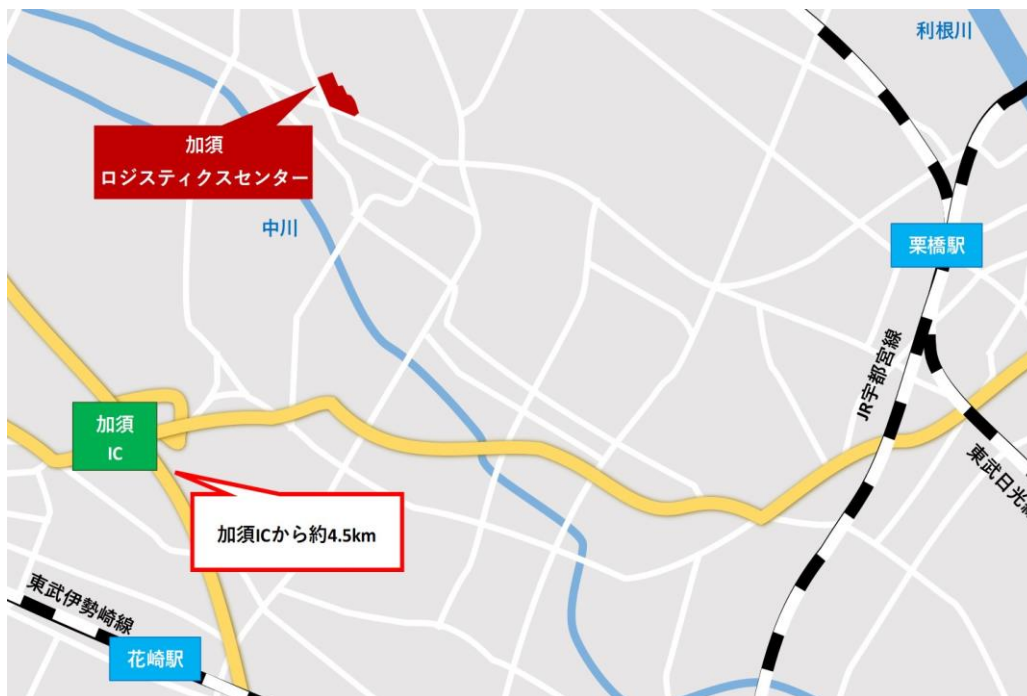 利根川
加須
ロジスティクスセンター
中川
栗橋駅
JR宇都宮線
加須
IC
東武日光線
加須ICから約4.5km
東武伊勢崎線
花崎駅